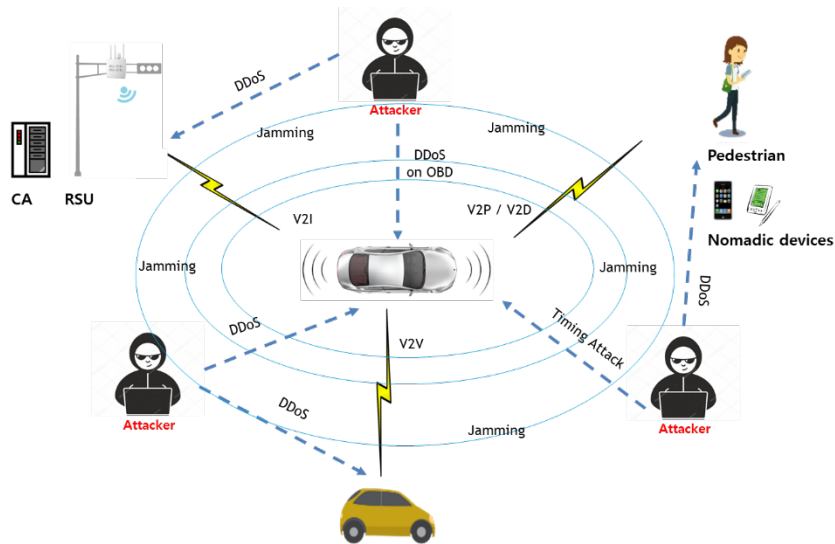 DDoS
Attacker
Jamming
Jamming
DDoS
on OBD
Pedestrian
CA
RSU
V2I
V2P / V2D
Nomadic devices
Jamming
Jamming
DDoS
DDoS
Timing Attack
V2V
Attacker
DDoS
Attacker
Jamming